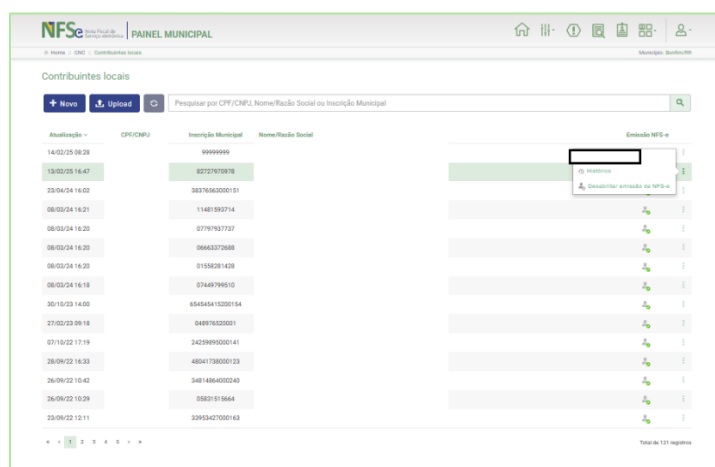 NFSe Nota Fiscal de Serviço eletrônica PAINEL MUNICIPAL
Home CNC Contribuintes locais Município: Bonfim/RR
Contribuintes locais
+ Novo Upload Pesquisar por CPF/CNPJ, Nome/Razão Social ou Inscrição Municipal
Atualização CPF/CNPJ Inscrição Municipal Nome/Razão Social Emissão NFS-e
14/02/25 08:28 99999999
13/02/25 16:47 82727970978 Histórico
23/04/24 16:02 38376563000151 Desabilitar emissão de NFS-e
08/03/24 16:21 11481593714
08/03/24 16:20 07797937737
08/03/24 16:20 06663372688
08/03/24 16:20 01558281428
08/03/24 16:18 07449799510
30/10/23 14:00 654545415200154
27/02/23 09:18 048976520001
07/10/22 17:19 24259895000141
28/09/22 16:33 48041738000123
26/09/22 10:42 34814864000240
26/09/22 10:29 05831515664
23/09/22 12:11 33953427000163
« ‹ 1 2 3 4 5 › » Total de 131 registros